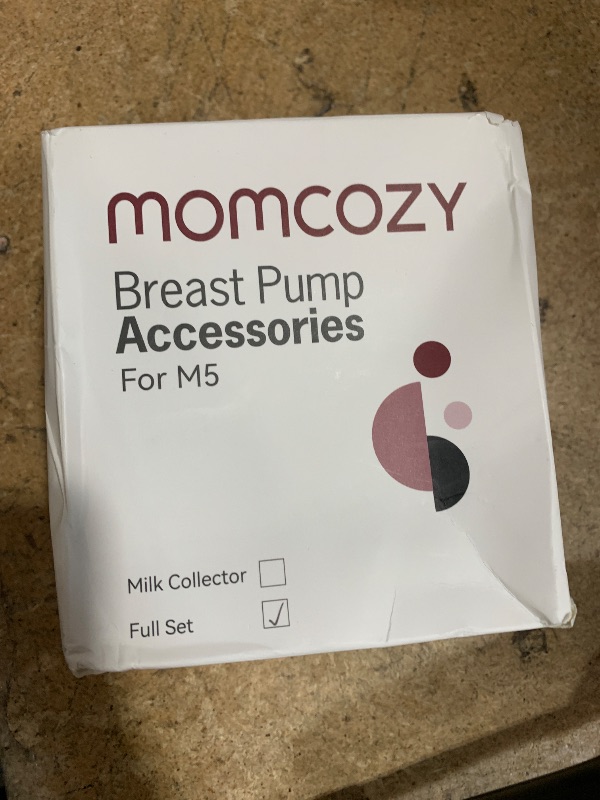 momcozy
Breast Pump
Accessories
For M5
Milk Collector
Full Set